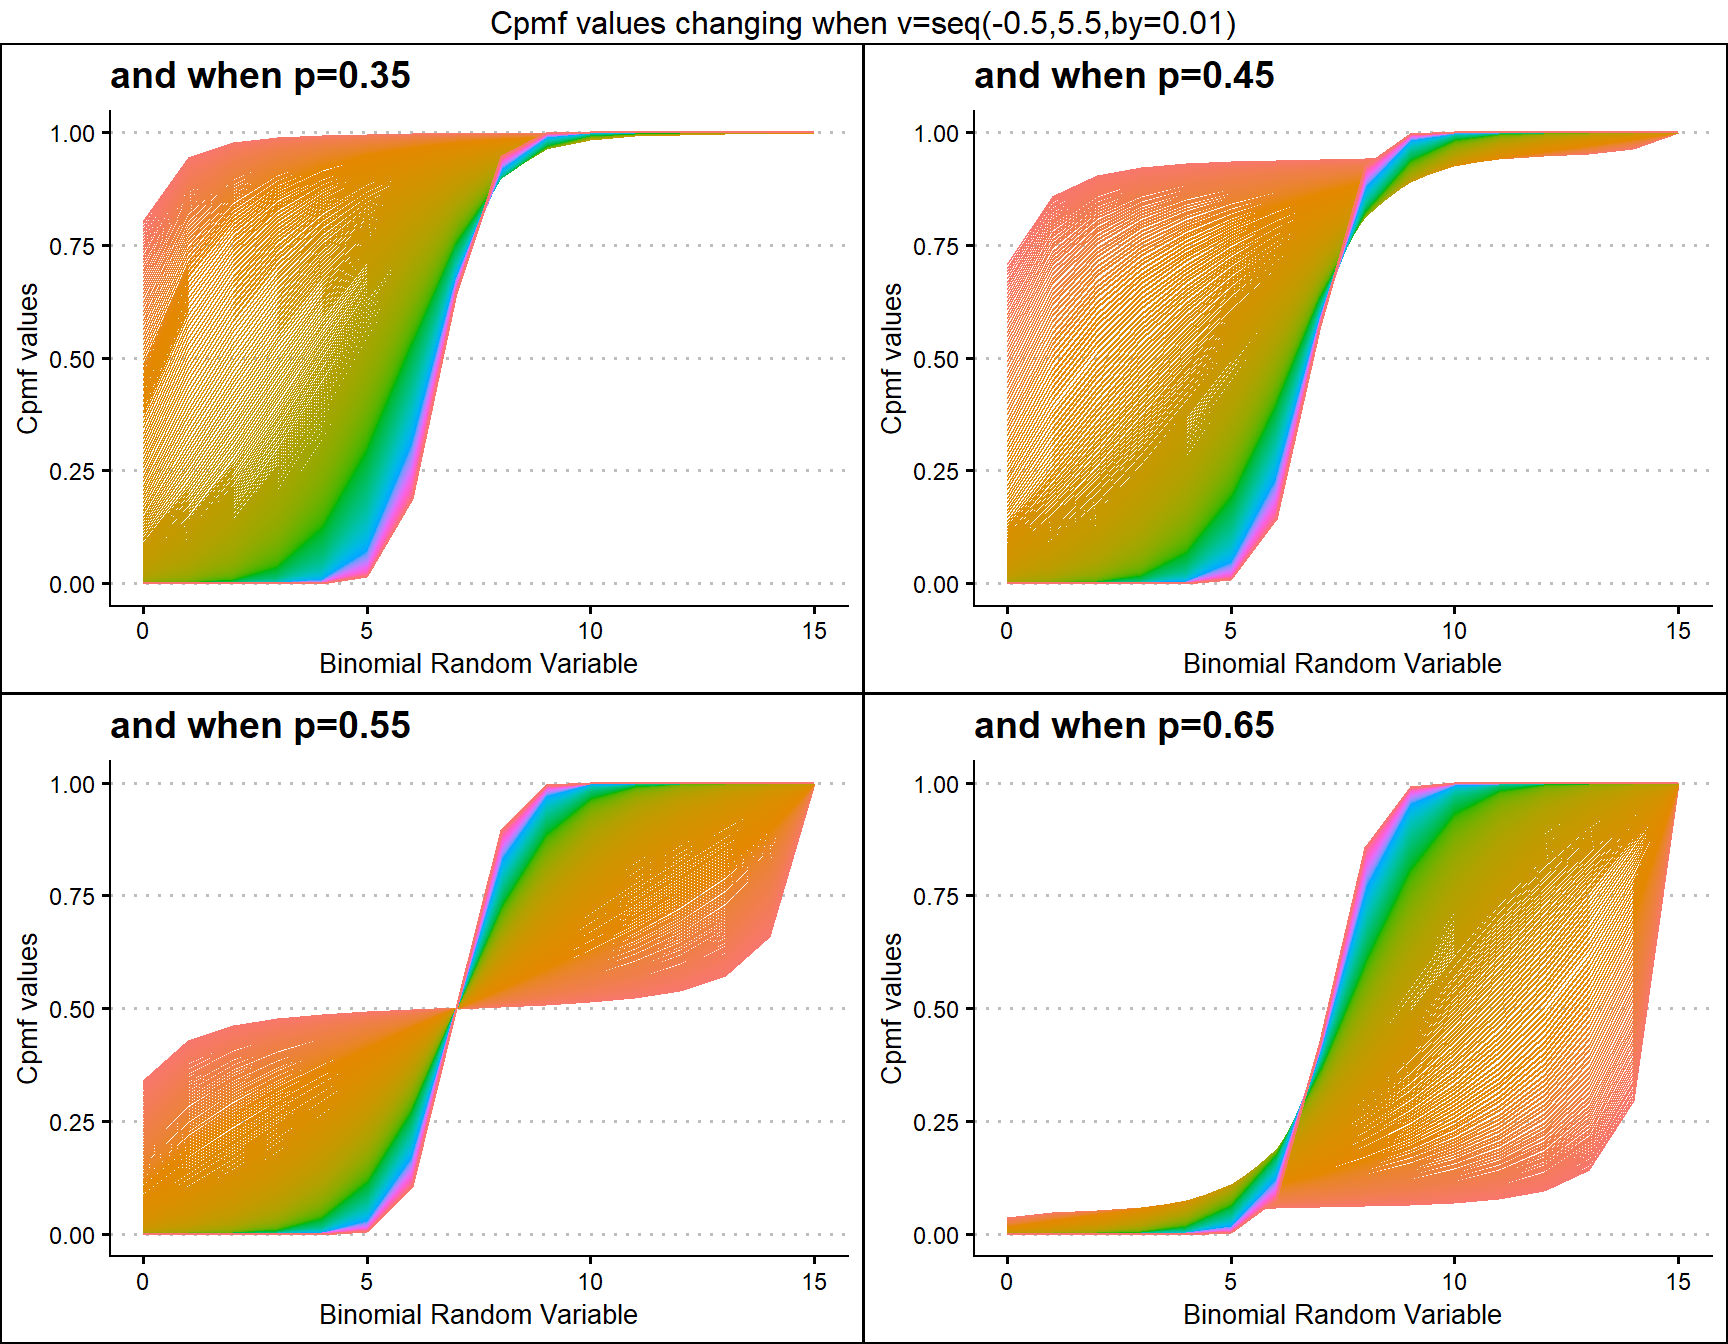 Cpmf values changing when v=seq(-0.5,5.5,by=0.01)
and when p=0.35
Cpmf values
1.00
0.75
0.50
0.25
0.00
0 5 10 15
Binomial Random Variable
and when p=0.45
Cpmf values
1.00
0.75
0.50
0.25
0.00
0 5 10 15
Binomial Random Variable
and when p=0.55
Cpmf values
1.00
0.75
0.50
0.25
0.00
0 5 10 15
Binomial Random Variable
and when p=0.65
Cpmf values
1.00
0.75
0.50
0.25
0.00
0 5 10 15
Binomial Random Variable